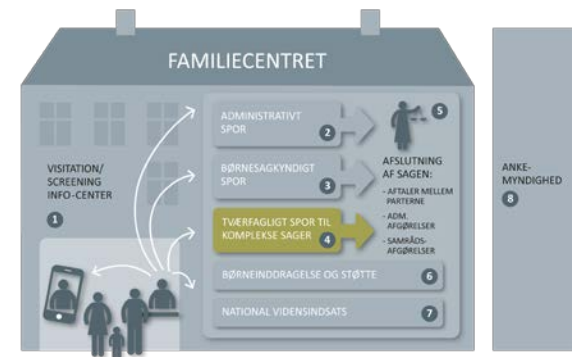 FAMILIECENTRET
VISITATION/
SCREENING
INFO-CENTER
1
ADMINISTRATIVT
SPOR
2
BØRNESAGKYNDIGT
SPOR
3
TVÆRFAGLIGT SPOR TIL
KOMPLEKSE SAGER
4
5
AFSLUTNING
AF SAGEN:
- AFTALER MELLEM
PARTERNE
- ADM.
AFGØRELSER
- SAMRÅDS-
AFGØRELSER
BØRNEINDDRAGELSE OG STØTTE
6
NATIONAL VIDENSINDSATS
7
ANKE-
MYNDIGHED
8